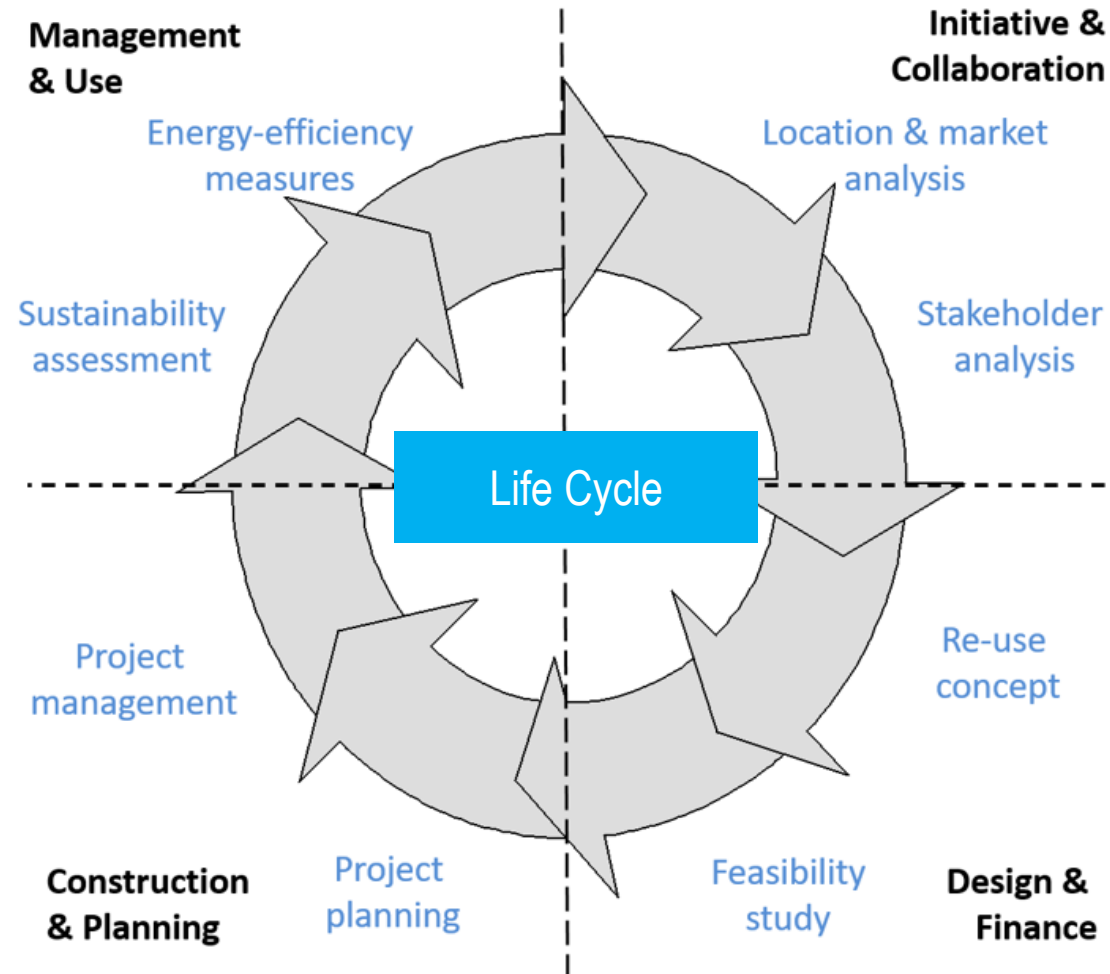 Management
& Use
Initiative &
Collaboration
Energy-efficiency
measures
Location & market
analysis
Sustainability
assessment
Stakeholder
analysis
Life Cycle
Project
management
Re-use
concept
Construction
& Planning
Project
planning
Feasibility
study
Design &
Finance